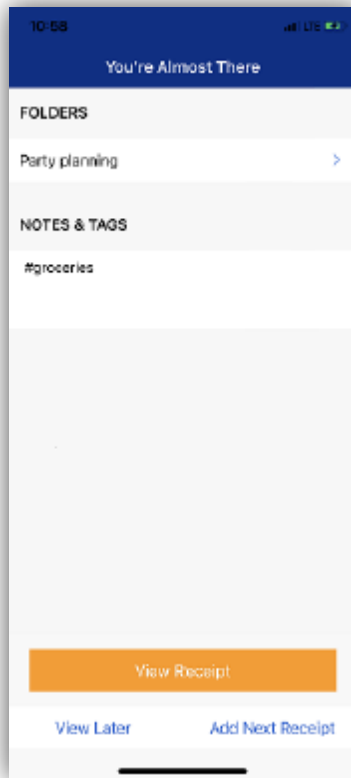 10:58 LTE
You're Almost There
FOLDERS
Party planning
NOTES & TAGS
#groceries
View Receipt
View Later Add Next Receipt